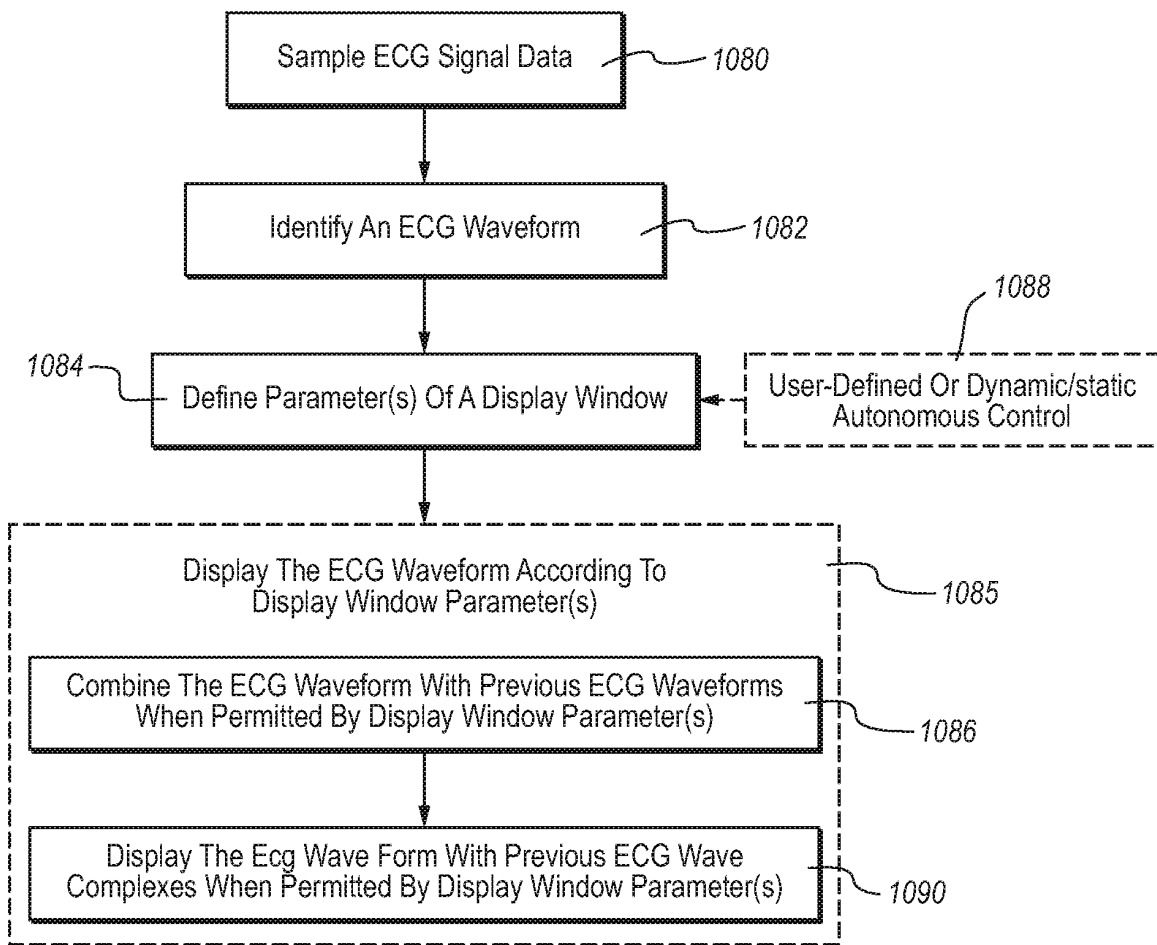 Sample ECG Signal Data
1080
Identify An ECG Waveform
1082
1088
1084
Define Parameter(s) Of A Display Window
User-Defined Or Dynamic/static
Autonomous Control
Display The ECG Waveform According To
Display Window Parameter(s)
1085
Combine The ECG Waveform With Previous ECG Waveforms
When Permitted By Display Window Parameter(s)
1086
Display The Ecg Wave Form With Previous ECG Wave
Complexes When Permitted By Display Window Parameter(s)
1090